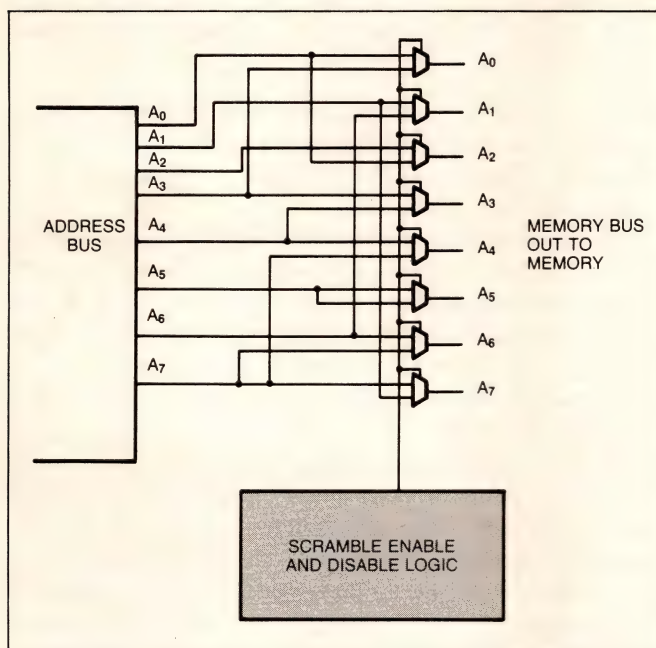 A0
A1
A2
A3
A4
A5
A6
A7
ADDRESS
BUS
A0
A1
A2
A3
A4
A5
A6
A7
MEMORY BUS
OUT TO
MEMORY
SCRAMBLE ENABLE
AND DISABLE LOGIC